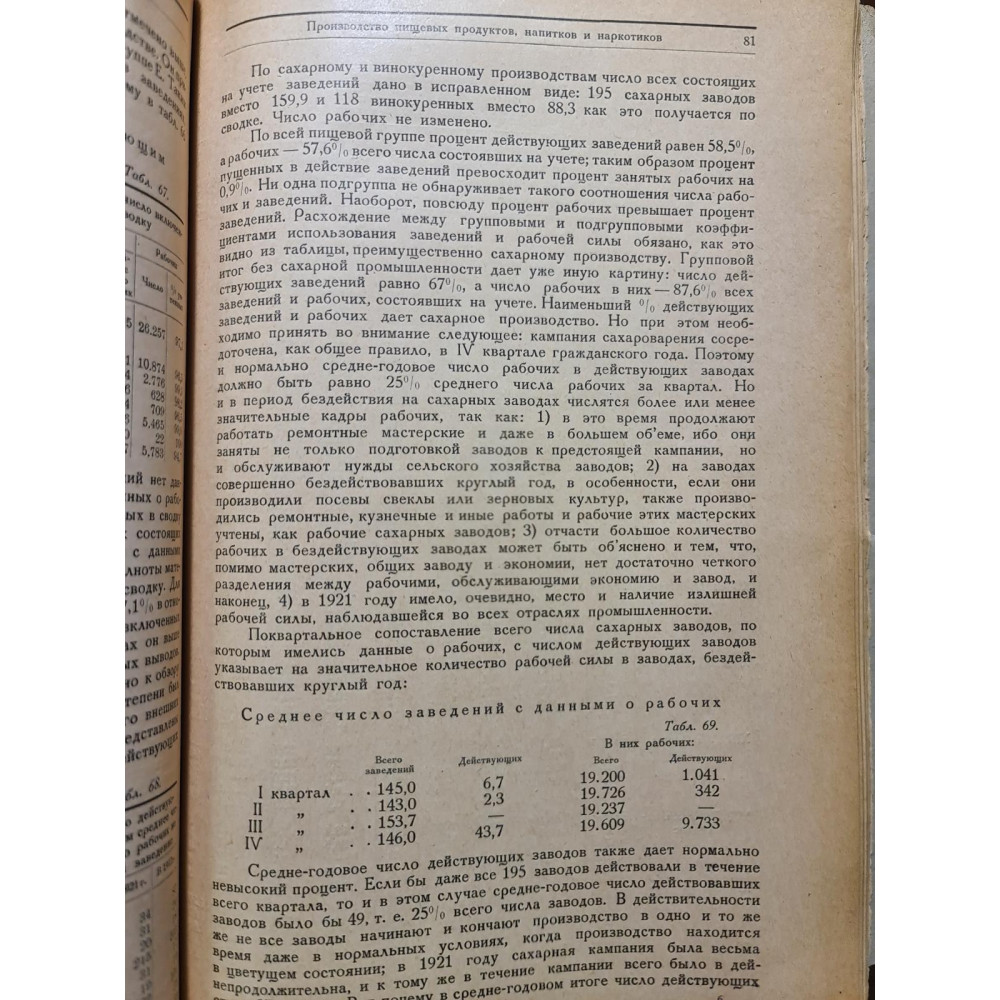 Производство пищевых продуктов, напитков и наркотиков 81
По сахарному и винокуренному производствам число всех состоящих
на учете заведений дано в исправленном виде: 195 сахарных заводов
вместо 159,9 и 118 винокуренных вместо 88,3 как это получается по
сводке. Число рабочих не изменено.
По всей пищевой группе процент действующих заведений равен 58,5%,
а рабочих — 57,6% всего числа состоявших на учете; таким образом процент
пущенных в действие заведений превосходит процент занятых рабочих на
0,9%. Ни одна подгруппа не обнаруживает такого соотношения числа рабо-
чих и заведений. Наоборот, повсюду процент рабочих превышает процент
заведений. Расхождение между групповыми и подгрупповыми коэффи-
циентами использования заведений и рабочей силы обязано, как это
видно из таблицы, преимущественно сахарному производству. Групповой
итог без сахарной промышленности дает уже иную картину: число дей-
ствующих заведений равно 67%, а число рабочих в них — 87,6% всех
заведений и рабочих, состоявших на учете. Наименьший % действующих
заведений и рабочих дает сахарное производство. Но при этом необ-
ходимо принять во внимание следующее: кампания сахароварения сосре-
доточена, как общее правило, в IV квартале гражданского года. Поэтому
и нормально средне-годовое число рабочих в действующих заводах
должно быть равно 25% среднего числа рабочих за квартал. Но
и в период бездействия на сахарных заводах числятся более или менее
значительные кадры рабочих, так как: 1) в это время продолжают
работать ремонтные мастерские и даже в большем об'еме, ибо они
заняты не только подготовкой заводов к предстоящей кампании, но
и обслуживают нужды сельского хозяйства заводов; 2) на заводах
совершенно бездействовавших круглый год, в особенности, если они
производили посевы свеклы или зерновых культур, также произво-
дились ремонтные, кузнечные и иные работы и рабочие этих мастерских
учтены, как рабочие сахарных заводов; 3) отчасти большое количество
рабочих в бездействующих заводах может быть об'яснено и тем, что,
помимо мастерских, общих заводу и экономии, нет достаточно четкого
разделения между рабочими, обслуживающими экономию и завод, и
наконец, 4) в 1921 году имело, очевидно, место и наличие излишней
рабочей силы, наблюдавшейся во всех отраслях промышленности.
Поквартальное сопоставление всего числа сахарных заводов, по
которым имелись данные о рабочих, с числом действующих заводов
указывает на значительное количество рабочей силы в заводах, бездей-
ствовавших круглый год:
Среднее число заведений с данными о рабочих
Табл. 69.
В них рабочих:
Всего заведений Действующих Всего Действующих
I квартал . . 145,0 6,7 19.200 1.041
II „ . . 143,0 2,3 19.726 342
III „ . . 153,7 — 19.237 —
IV „ . . 146,0 43,7 19.609 9.733
Средне-годовое число действующих заводов также дает нормально
невысокий процент. Если бы даже все 195 заводов действовали в течение
всего квартала, то и в этом случае средне-годовое число действовавших
заводов было бы 49, т. е. 25% всего числа заводов. В действительности
же не все заводы начинают и кончают производство в одно и то же
время даже в нормальных условиях, когда производство находится
в цветущем состоянии; в 1921 году сахарная кампания была весьма
непродолжительна, и к тому же в течение кампании всего было в дей-
почему в средне-годовом итоге число действующих